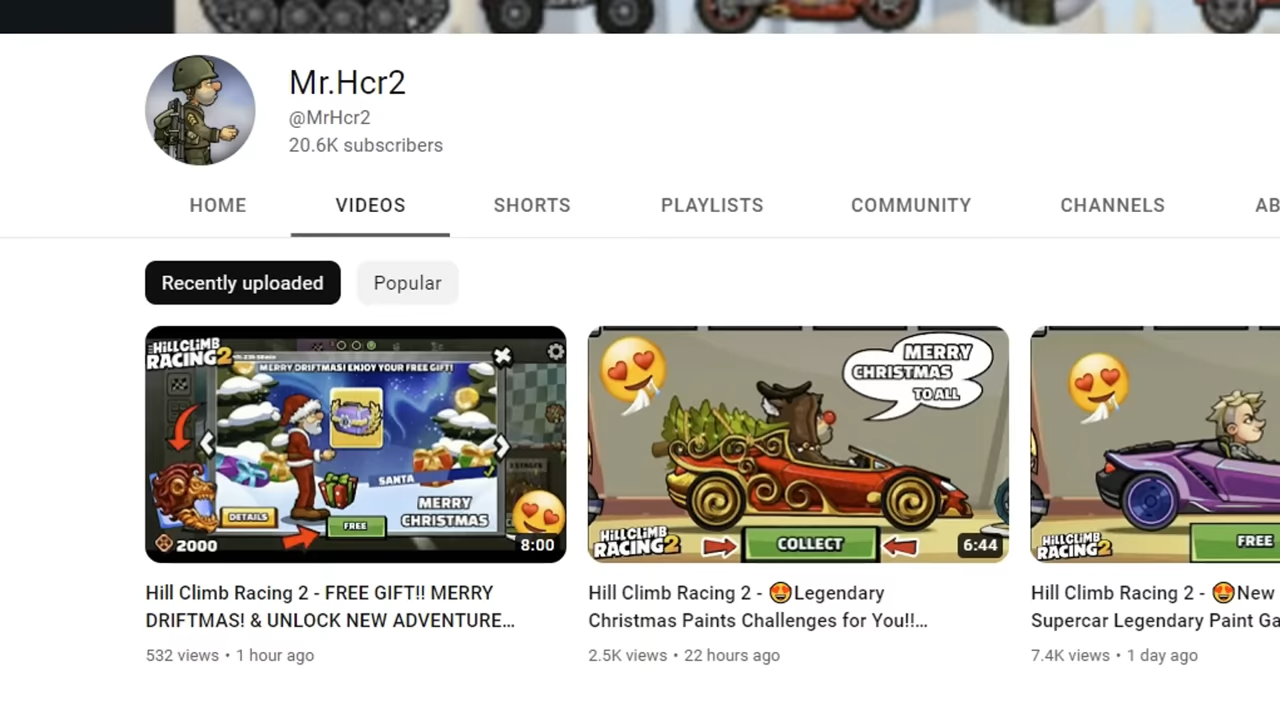 Mr.Hcr2
@MrHcr2
20.6K subscribers
HOME VIDEOS SHORTS PLAYLISTS COMMUNITY CHANNELS AB
Recently uploaded Popular
HILL CLIMB
RACING 2
MERRY DRIFTMAS! ENJOY YOUR FREE GIFT!
SANTA
MERRY
CHRISTMAS
DETAILS
FREE
2000
8:00
MERRY
CHRISTMAS
TO ALL
HILL CLIMB
RACING 2
COLLECT
6:44
HILL CLIMB
RACING 2
FREE
Hill Climb Racing 2 - FREE GIFT!! MERRY
DRIFTMAS! & UNLOCK NEW ADVENTURE...
532 views • 1 hour ago
Hill Climb Racing 2 - 😍Legendary
Christmas Paints Challenges for You!!...
2.5K views • 22 hours ago
Hill Climb Racing 2 - 😍New
Supercar Legendary Paint Ga
7.4K views • 1 day ago